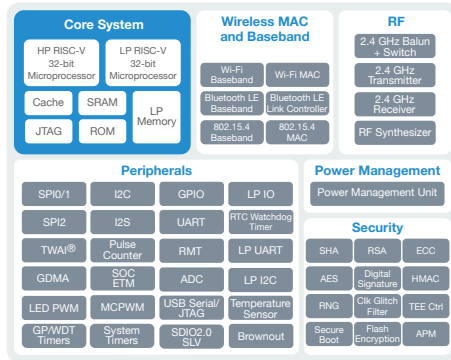 Core System
HP RISC-V
32-bit
Microprocessor
LP RISC-V
32-bit
Microprocessor
Cache
SRAM
LP
Memory
JTAG
ROM
Wireless MAC
and Baseband
Wi-Fi
Baseband
Wi-Fi MAC
Bluetooth LE
Baseband
Bluetooth LE
Link Controller
802.15.4
Baseband
802.15.4
MAC
RF
2.4 GHz Balun
+ Switch
2.4 GHz
Transmitter
2.4 GHz
Receiver
RF Synthesizer
Peripherals
SPI0/1
I2C
GPIO
LP IO
SPI2
I2S
UART
RTC Watchdog
Timer
TWAI®
Pulse
Counter
RMT
LP UART
GDMA
SOC
ETM
ADC
LP I2C
LED PWM
MCPWM
USB Serial/
JTAG
Temperature
Sensor
GP/WDT
Timers
System
Timers
SDIO2.0
SLV
Brownout
Power Management
Power Management Unit
Security
SHA
RSA
ECC
AES
Digital
Signature
HMAC
RNG
Clk Glitch
Filter
TEE Ctrl
Secure
Boot
Flash
Encryption
APM